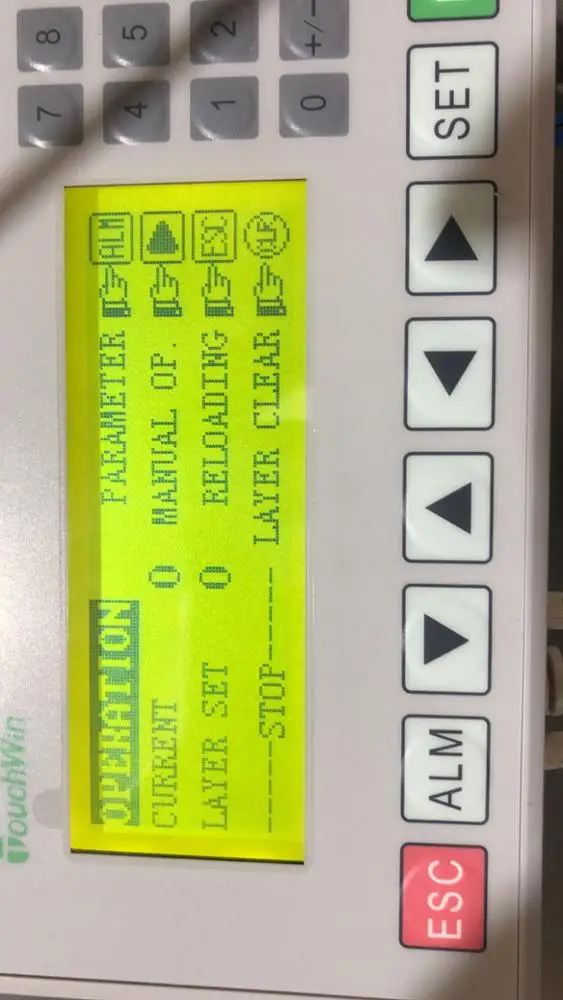 TouchWin
OPERATION PARAMETER ALM
CURRENT 0 MANUAL OP.
LAYER SET 0 RELOADING ESC
-----STOP----- LAYER CLEAR
7 8
4 5
1 2
0 +/-
ESC ALM SET